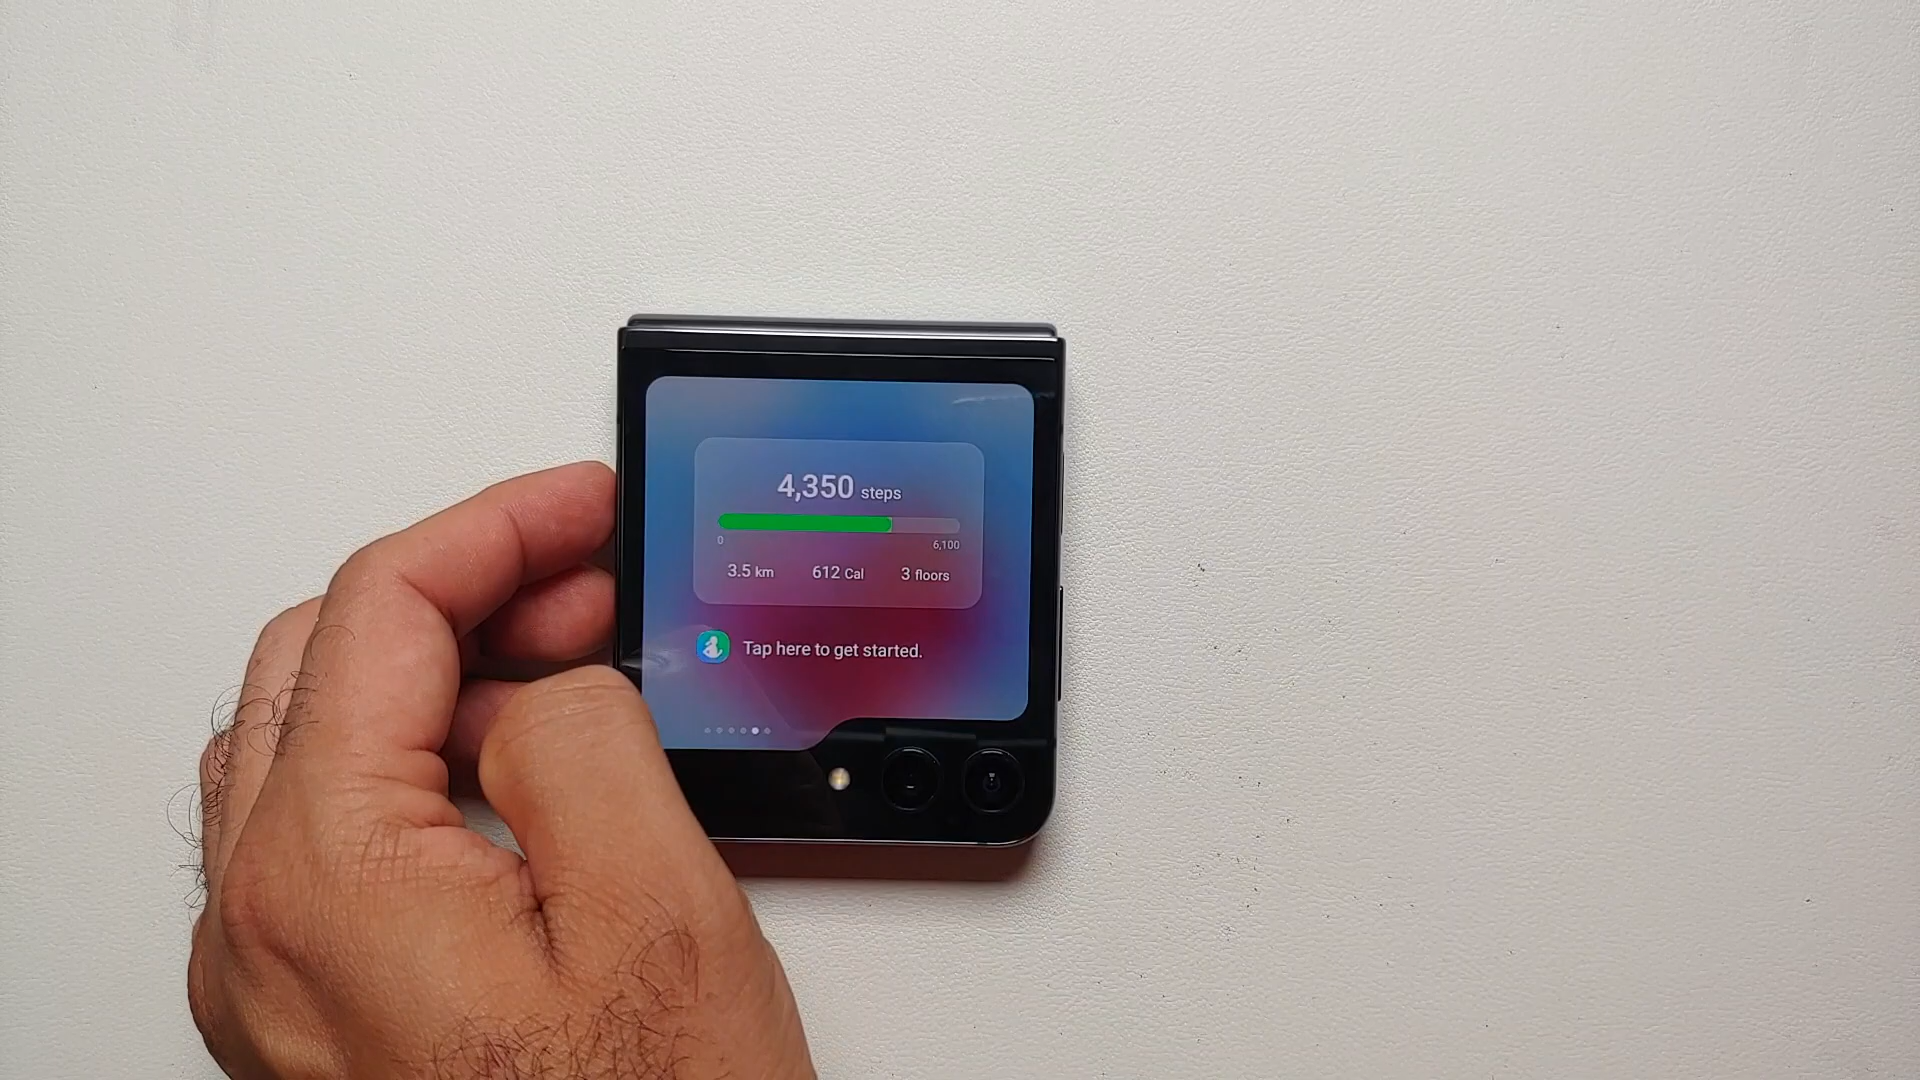 4,350 steps
0 6,100
3.5 km 612 Cal 3 floors
Tap here to get started.